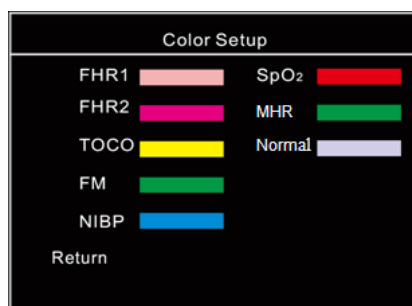 Color Setup
FHR1 SpO₂
FHR2 MHR
TOCO Normal
FM
NIBP
Return